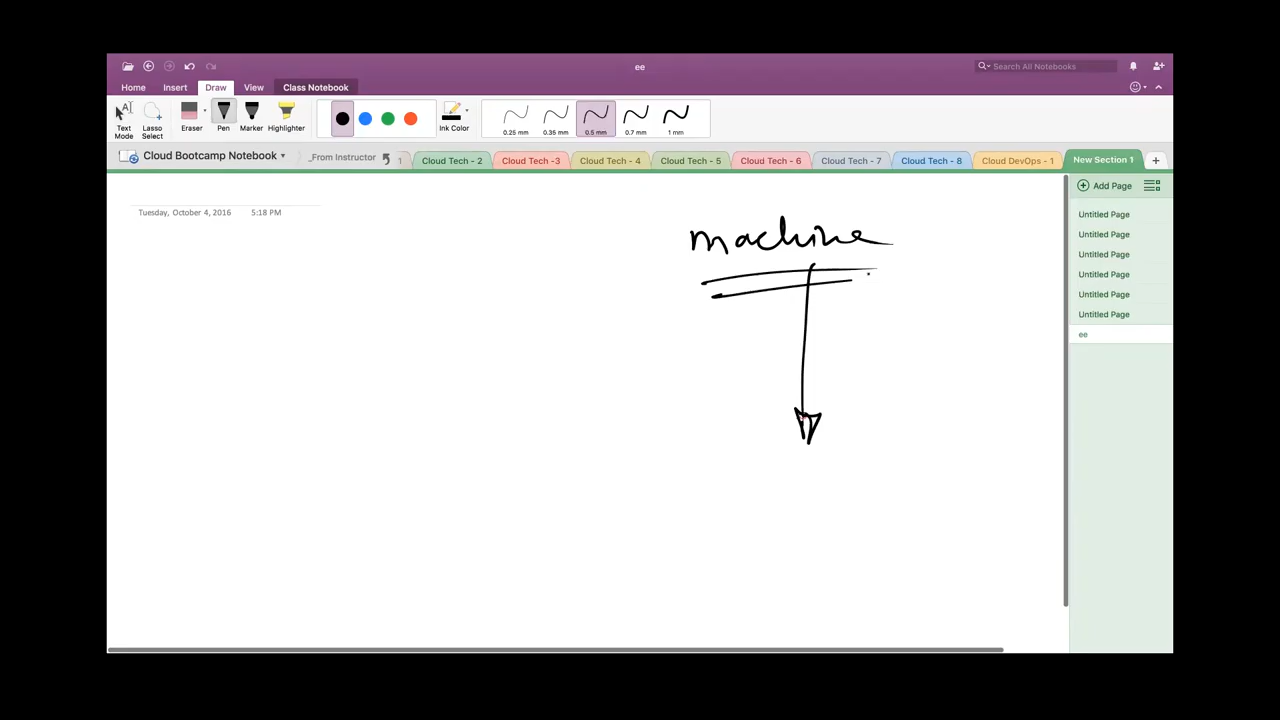 ee
Search All Notebooks
Home Insert Draw View Class Notebook
Text Mode
Lasso Select
Eraser
Pen
Marker
Highlighter
Ink Color
0.25 mm 0.35 mm 0.5 mm 0.7 mm 1 mm
Cloud Bootcamp Notebook
_From Instructor
1
Cloud Tech - 2
Cloud Tech -3
Cloud Tech - 4
Cloud Tech - 5
Cloud Tech - 6
Cloud Tech - 7
Cloud Tech - 8
Cloud DevOps - 1
New Section 1
+
Add Page
Tuesday, October 4, 2016 5:18 PM
machine
Untitled Page
Untitled Page
Untitled Page
Untitled Page
Untitled Page
Untitled Page
ee